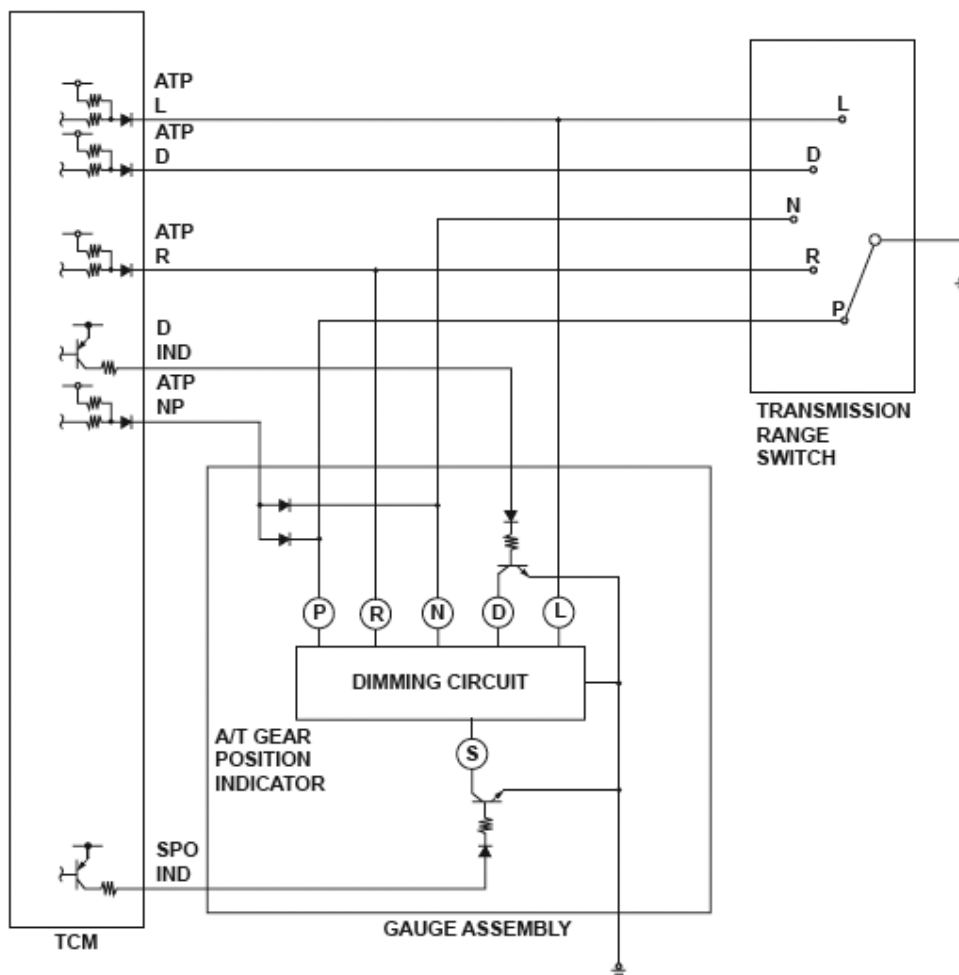 ATP
L
ATP
D
ATP
R
D
IND
ATP
NP
L
D
N
R
P
TRANSMISSION
RANGE
SWITCH
P
R
N
D
L
DIMMING CIRCUIT
A/T GEAR
POSITION
INDICATOR
S
SPO
IND
GAUGE ASSEMBLY
TCM